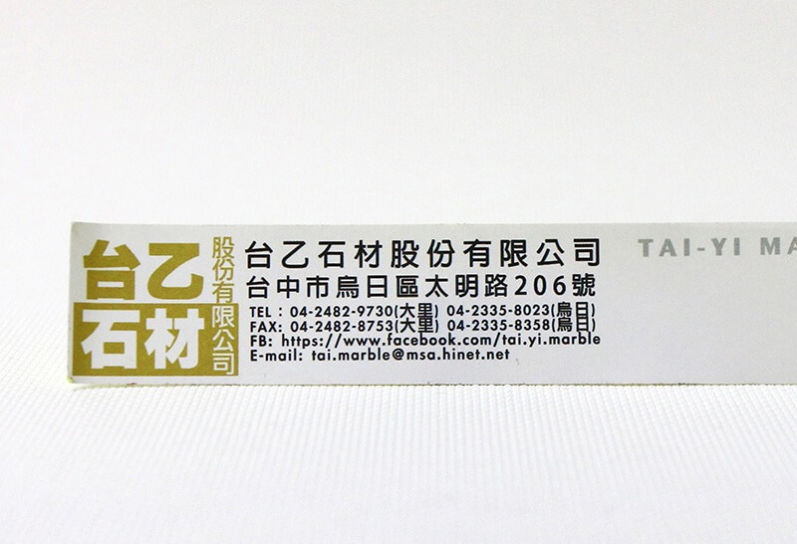 台乙
石材
股份有限公司
台乙石材股份有限公司
台中市烏日區太明路206號
TEL：04-2482-9730(大里) 04-2335-8023(烏日)
FAX: 04-2482-8753(大里) 04-2335-8358(烏日)
FB: https://www.facebook.com/tai.yi.marble
E-mail: tai.marble@msa.hinet.net
TAI-YI MA